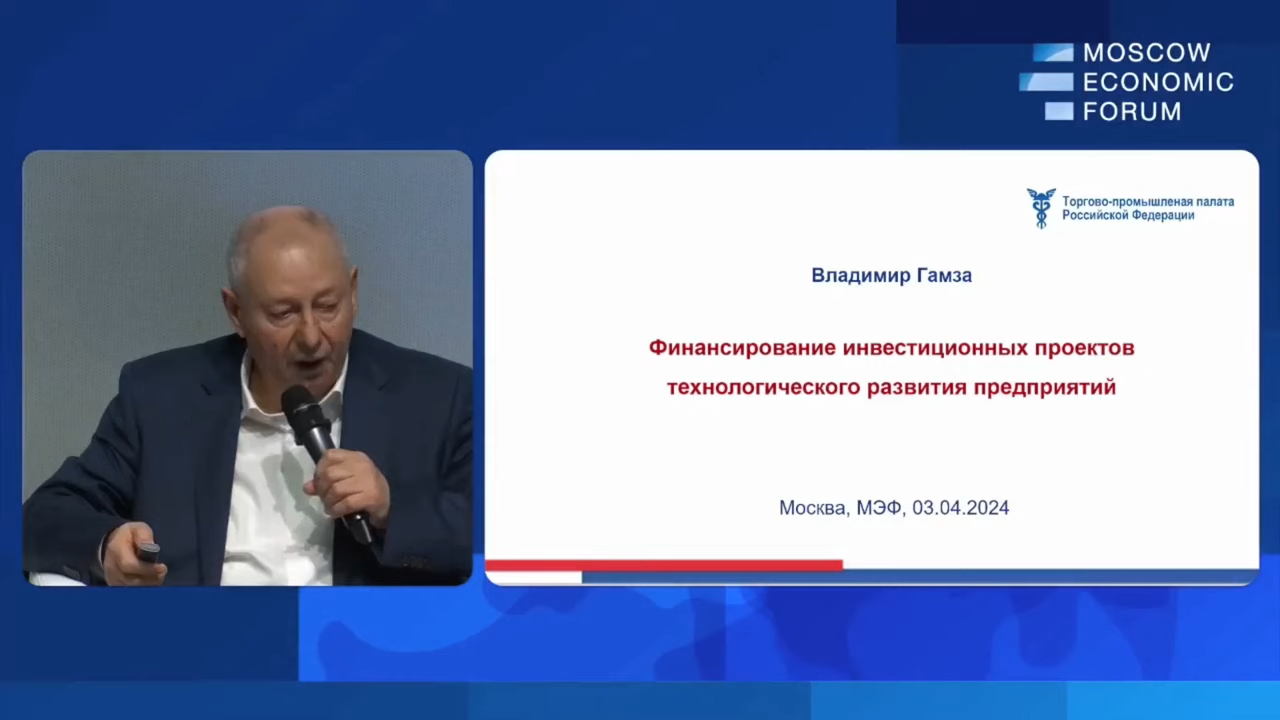 MOSCOW
ECONOMIC
FORUM
Торгово-промышленая палата
Российской Федерации
Владимир Гамза
Финансирование инвестиционных проектов
технологического развития предприятий
Москва, МЭФ, 03.04.2024